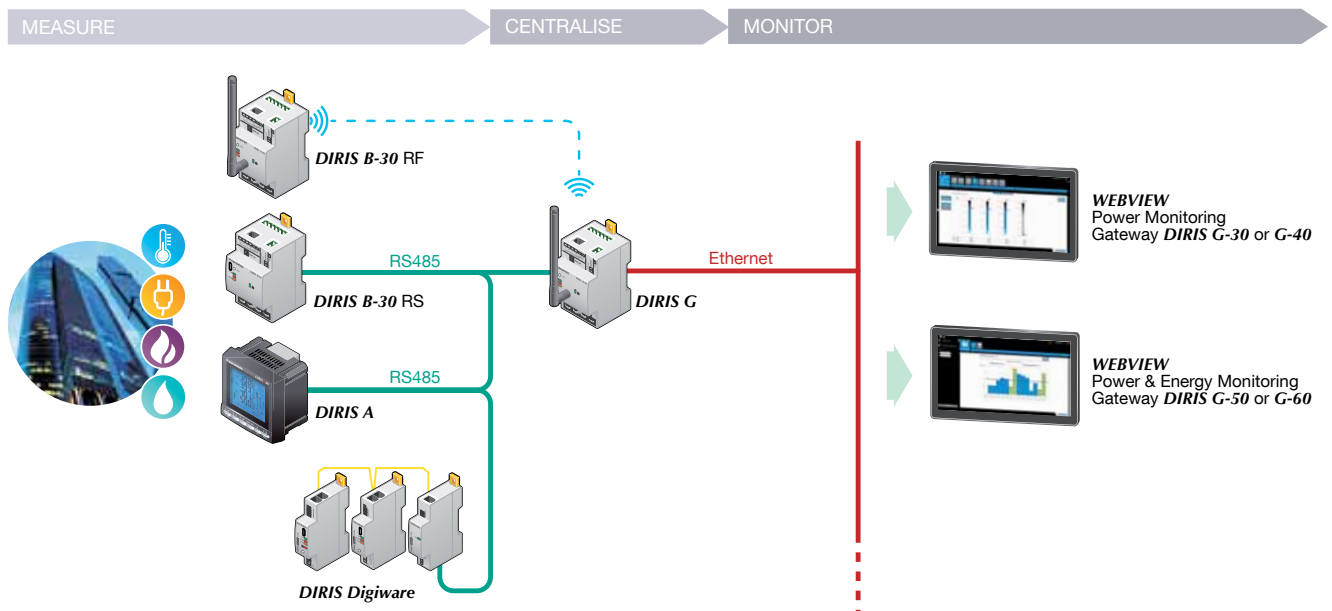 MEASURE
CENTRALISE
MONITOR
DIRIS B-30 RF
RS485
DIRIS B-30 RS
RS485
DIRIS A
DIRIS Digiware
DIRIS G
Ethernet
WEBVIEW
Power Monitoring
Gateway DIRIS G-30 or G-40
WEBVIEW
Power & Energy Monitoring
Gateway DIRIS G-50 or G-60